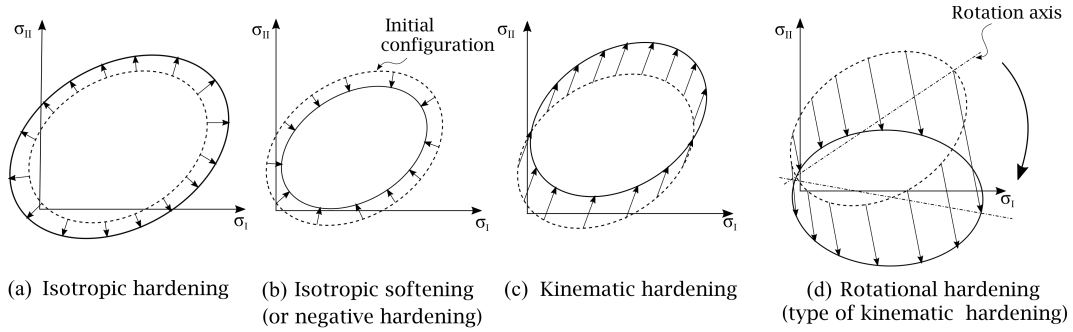 σII
σI
(a) Isotropic hardening
σII
Initial
configuration
σI
(b) Isotropic softening
(or negative hardening)
σII
σI
(c) Kinematic hardening
σII
Rotation axis
σI
(d) Rotational hardening
(type of kinematic hardening)